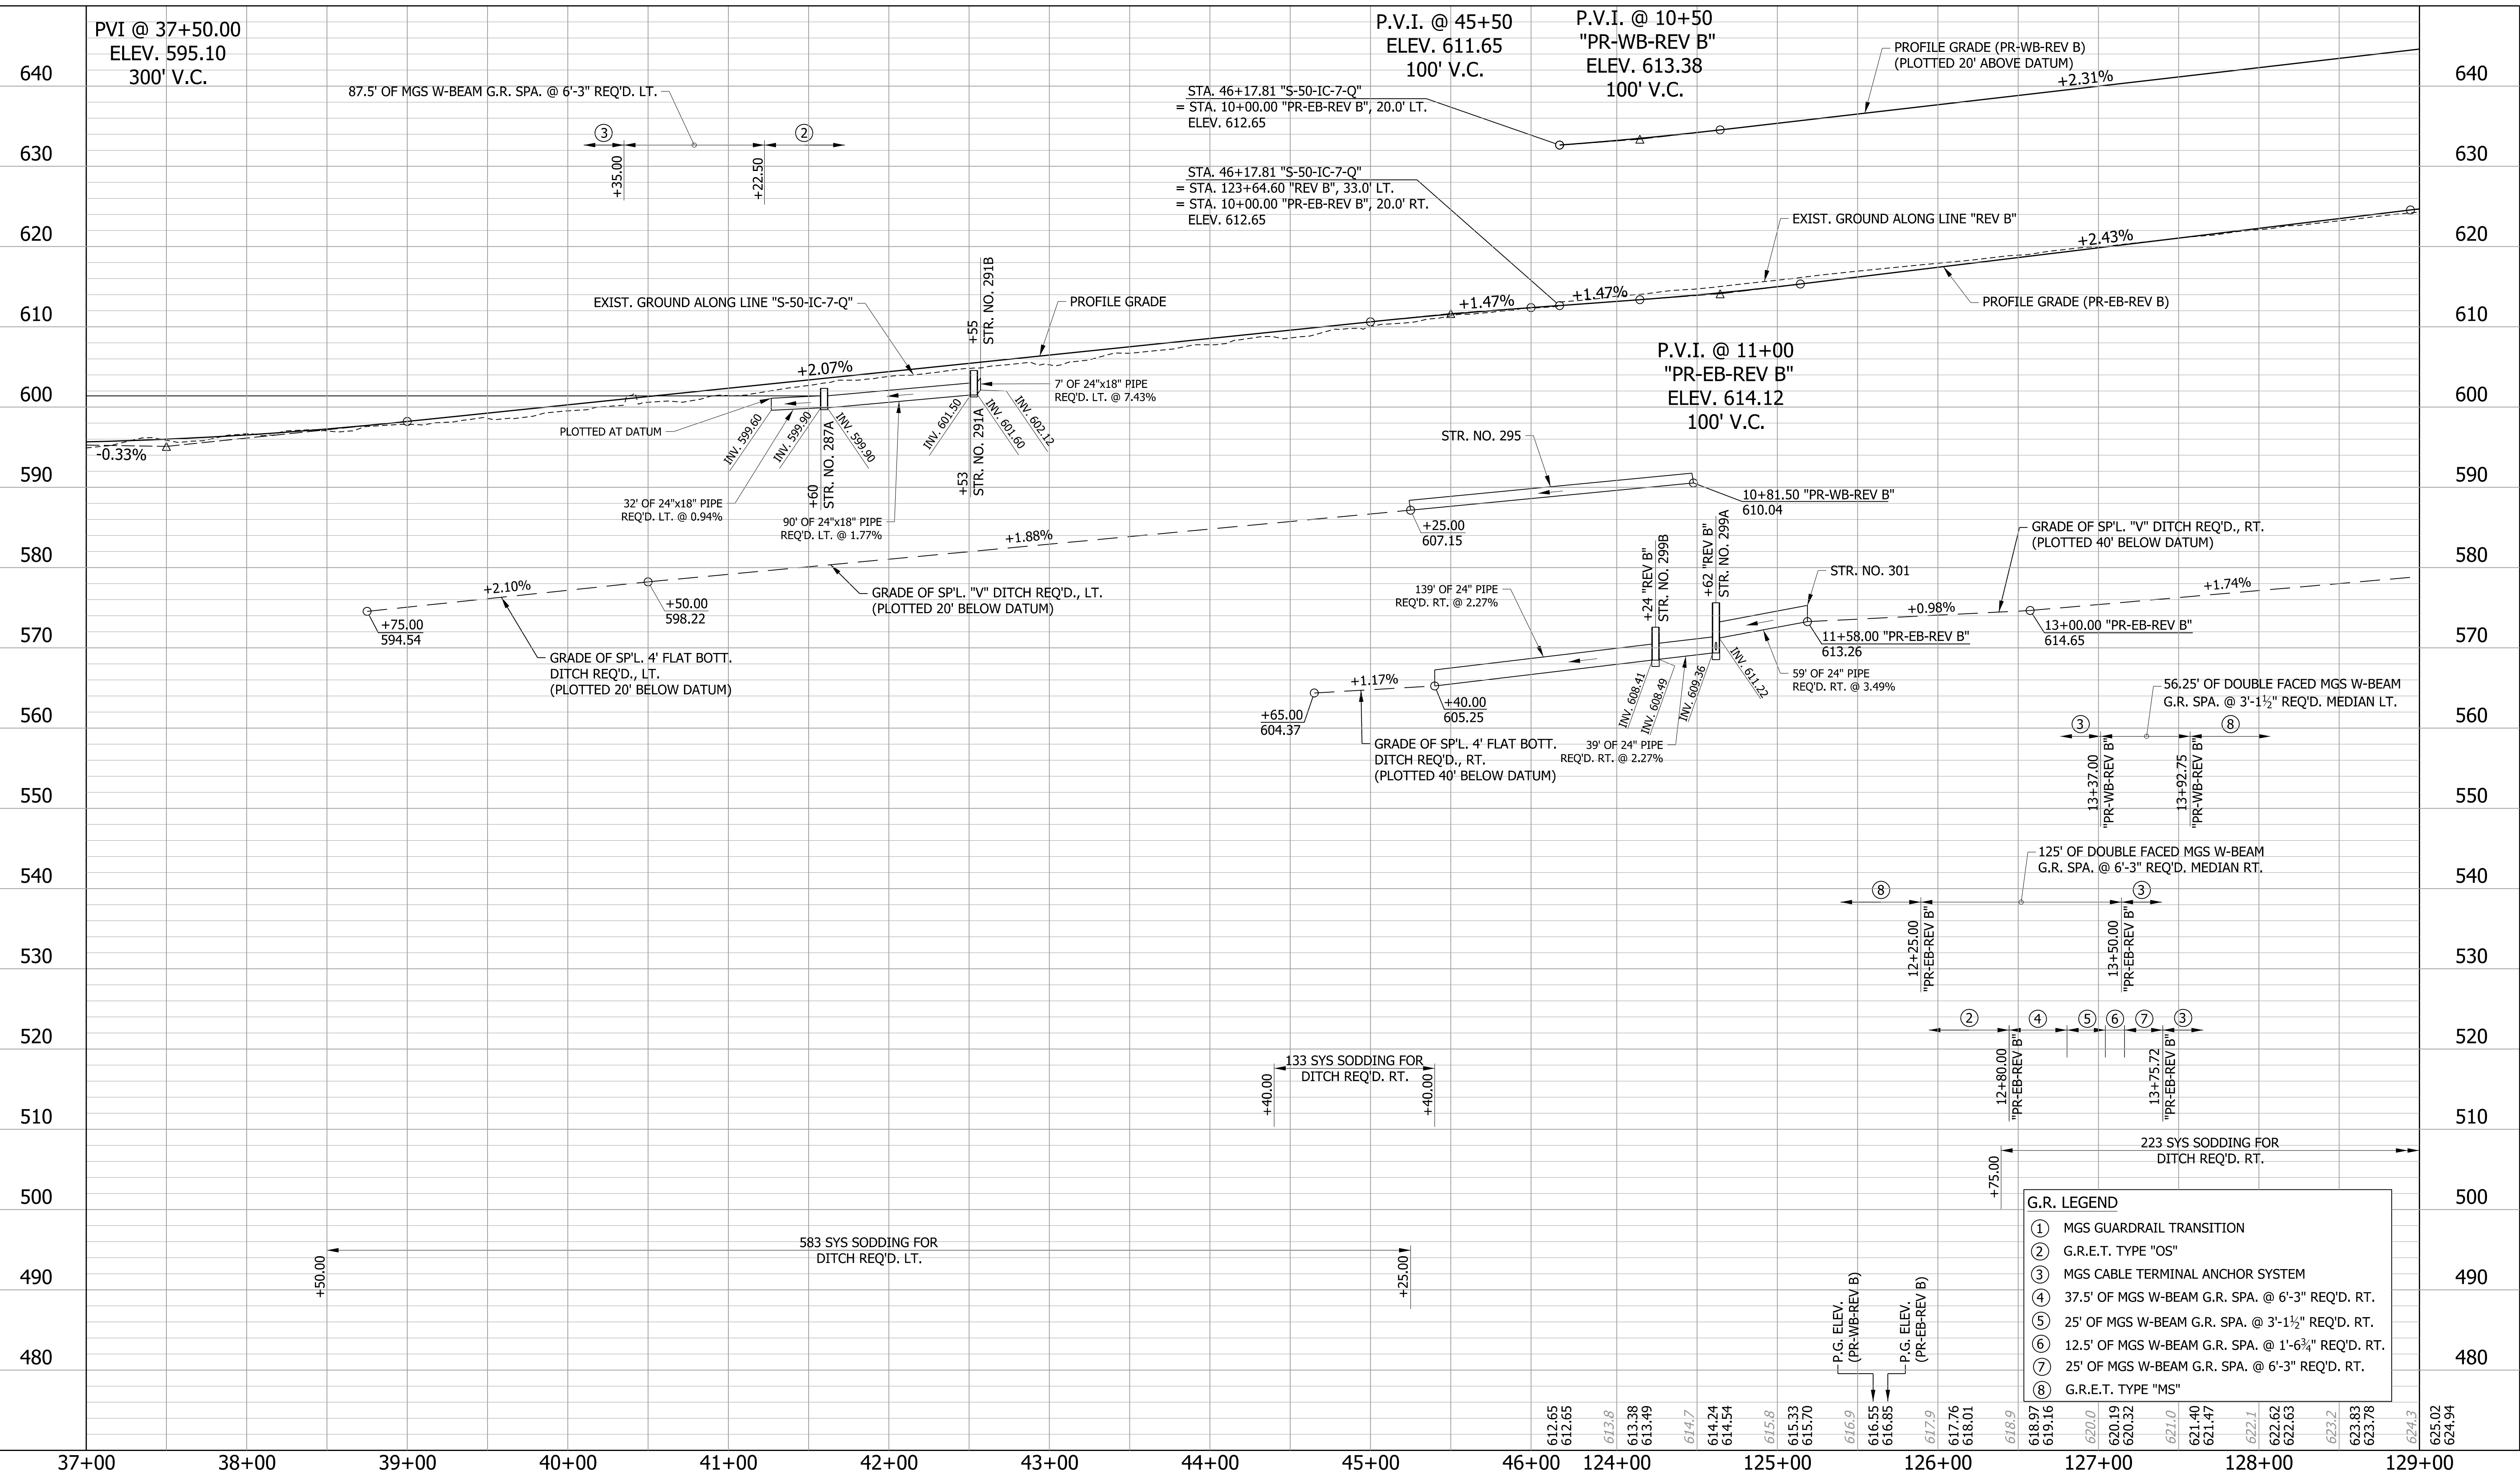 PVI @ 37+50.00
ELEV. 595.10
300' V.C.
P.V.I. @ 45+50
ELEV. 611.65
100' V.C.
P.V.I. @ 10+50
"PR-WB-REV B"
ELEV. 613.38
100' V.C.
PROFILE GRADE (PR-WB-REV B)
(PLOTTED 20' ABOVE DATUM)
+2.31%
640
640
87.5' OF MGS W-BEAM G.R. SPA. @ 6'-3" REQ'D. LT.
3
2
+35.00
+22.50
STA. 46+17.81 "S-50-IC-7-Q"
= STA. 10+00.00 "PR-EB-REV B", 20.0' LT.
ELEV. 612.65
630
630
STA. 46+17.81 "S-50-IC-7-Q"
= STA. 123+64.60 "REV B", 33.0' LT.
= STA. 10+00.00 "PR-EB-REV B", 20.0' RT.
ELEV. 612.65
EXIST. GROUND ALONG LINE "REV B"
620
620
+2.43%
EXIST. GROUND ALONG LINE "S-50-IC-7-Q"
+55
STR. NO. 291B
PROFILE GRADE
+1.47%
+1.47%
PROFILE GRADE (PR-EB-REV B)
610
610
P.V.I. @ 11+00
"PR-EB-REV B"
ELEV. 614.12
100' V.C.
+2.07%
7' OF 24"x18" PIPE
REQ'D. LT. @ 7.43%
600
600
PLOTTED AT DATUM
INV. 599.60
INV. 599.90
INV. 599.90
INV. 601.50
INV. 601.60
INV. 602.12
+60
STR. NO. 287A
+53
STR. NO. 291A
-0.33%
STR. NO. 295
590
590
32' OF 24"x18" PIPE
REQ'D. LT. @ 0.94%
90' OF 24"x18" PIPE
REQ'D. LT. @ 1.77%
10+81.50 "PR-WB-REV B"
610.04
+25.00
607.15
+1.88%
GRADE OF SP'L. "V" DITCH REQ'D., RT.
(PLOTTED 40' BELOW DATUM)
580
580
+2.10%
GRADE OF SP'L. "V" DITCH REQ'D., LT.
(PLOTTED 20' BELOW DATUM)
+50.00
598.22
+75.00
594.54
139' OF 24" PIPE
REQ'D. RT. @ 2.27%
+24 "REV B"
STR. NO. 299B
+62 "REV B"
STR. NO. 299A
STR. NO. 301
+0.98%
+1.74%
570
570
11+58.00 "PR-EB-REV B"
613.26
13+00.00 "PR-EB-REV B"
614.65
GRADE OF SP'L. 4' FLAT BOTT.
DITCH REQ'D., LT.
(PLOTTED 20' BELOW DATUM)
59' OF 24" PIPE
REQ'D. RT. @ 3.49%
INV. 608.41
INV. 608.49
INV. 609.36
INV. 611.22
+1.17%
+65.00
604.37
+40.00
605.25
56.25' OF DOUBLE FACED MGS W-BEAM
G.R. SPA. @ 3'-1½" REQ'D. MEDIAN LT.
560
560
3
8
GRADE OF SP'L. 4' FLAT BOTT.
DITCH REQ'D., RT.
(PLOTTED 40' BELOW DATUM)
39' OF 24" PIPE
REQ'D. RT. @ 2.27%
13+37.00
"PR-WB-REV B"
13+92.75
"PR-WB-REV B"
550
550
125' OF DOUBLE FACED MGS W-BEAM
G.R. SPA. @ 6'-3" REQ'D. MEDIAN RT.
540
540
8
3
12+25.00
"PR-EB-REV B"
13+50.00
"PR-EB-REV B"
530
530
2
4
5
6
7
3
520
520
12+80.00
"PR-EB-REV B"
13+75.72
"PR-EB-REV B"
133 SYS SODDING FOR
DITCH REQ'D. RT.
+40.00
+40.00
510
510
223 SYS SODDING FOR
DITCH REQ'D. RT.
+75.00
500
500
583 SYS SODDING FOR
DITCH REQ'D. LT.
+50.00
+25.00
490
490
P.G. ELEV.
(PR-WB-REV B)
P.G. ELEV.
(PR-EB-REV B)
480
480
G.R. LEGEND
1 MGS GUARDRAIL TRANSITION
2 G.R.E.T. TYPE "OS"
3 MGS CABLE TERMINAL ANCHOR SYSTEM
4 37.5' OF MGS W-BEAM G.R. SPA. @ 6'-3" REQ'D. RT.
5 25' OF MGS W-BEAM G.R. SPA. @ 3'-1½" REQ'D. RT.
6 12.5' OF MGS W-BEAM G.R. SPA. @ 1'-6¾" REQ'D. RT.
7 25' OF MGS W-BEAM G.R. SPA. @ 6'-3" REQ'D. RT.
8 G.R.E.T. TYPE "MS"
612.65
612.65
613.8
613.38
613.49
614.7
614.24
614.54
615.8
615.33
615.70
616.9
616.55
616.85
617.9
617.76
618.01
618.9
618.97
619.16
620.0
620.19
620.32
621.0
621.40
621.47
622.1
622.62
622.63
623.2
623.83
623.78
624.3
625.02
624.94
37+00
38+00
39+00
40+00
41+00
42+00
43+00
44+00
45+00
46+00
124+00
125+00
126+00
127+00
128+00
129+00